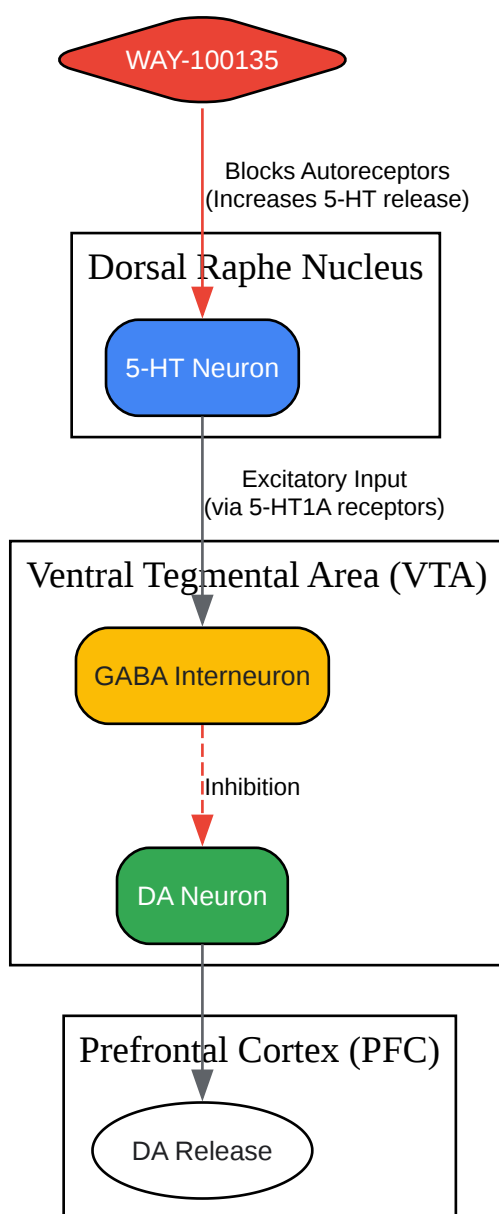 WAY-100135
Blocks Autoreceptors
(Increases 5-HT release)
Dorsal Raphe Nucleus
5-HT Neuron
Excitatory Input
(via 5-HT1A receptors)
Ventral Tegmental Area (VTA)
GABA Interneuron
Inhibition
DA Neuron
Prefrontal Cortex (PFC)
DA Release